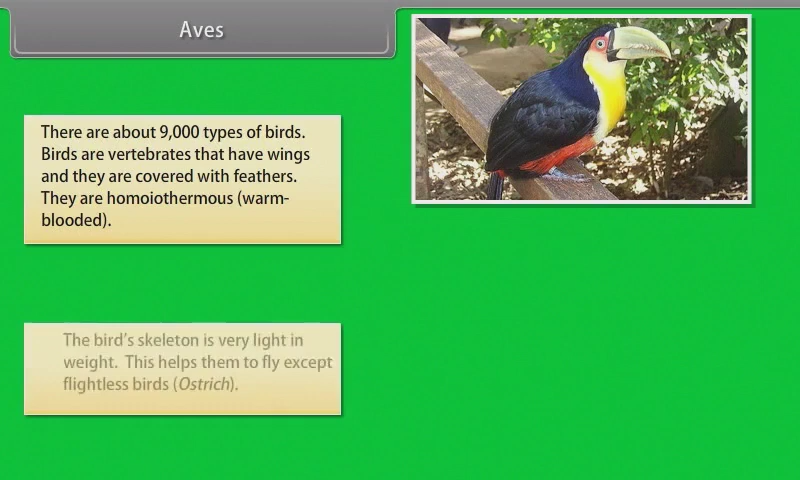 Aves
There are about 9,000 types of birds.
Birds are vertebrates that have wings
and they are covered with feathers.
They are homoiothermous (warm-
blooded).
The bird's skeleton is very light in
weight.  This helps them to fly except
flightless birds (Ostrich).